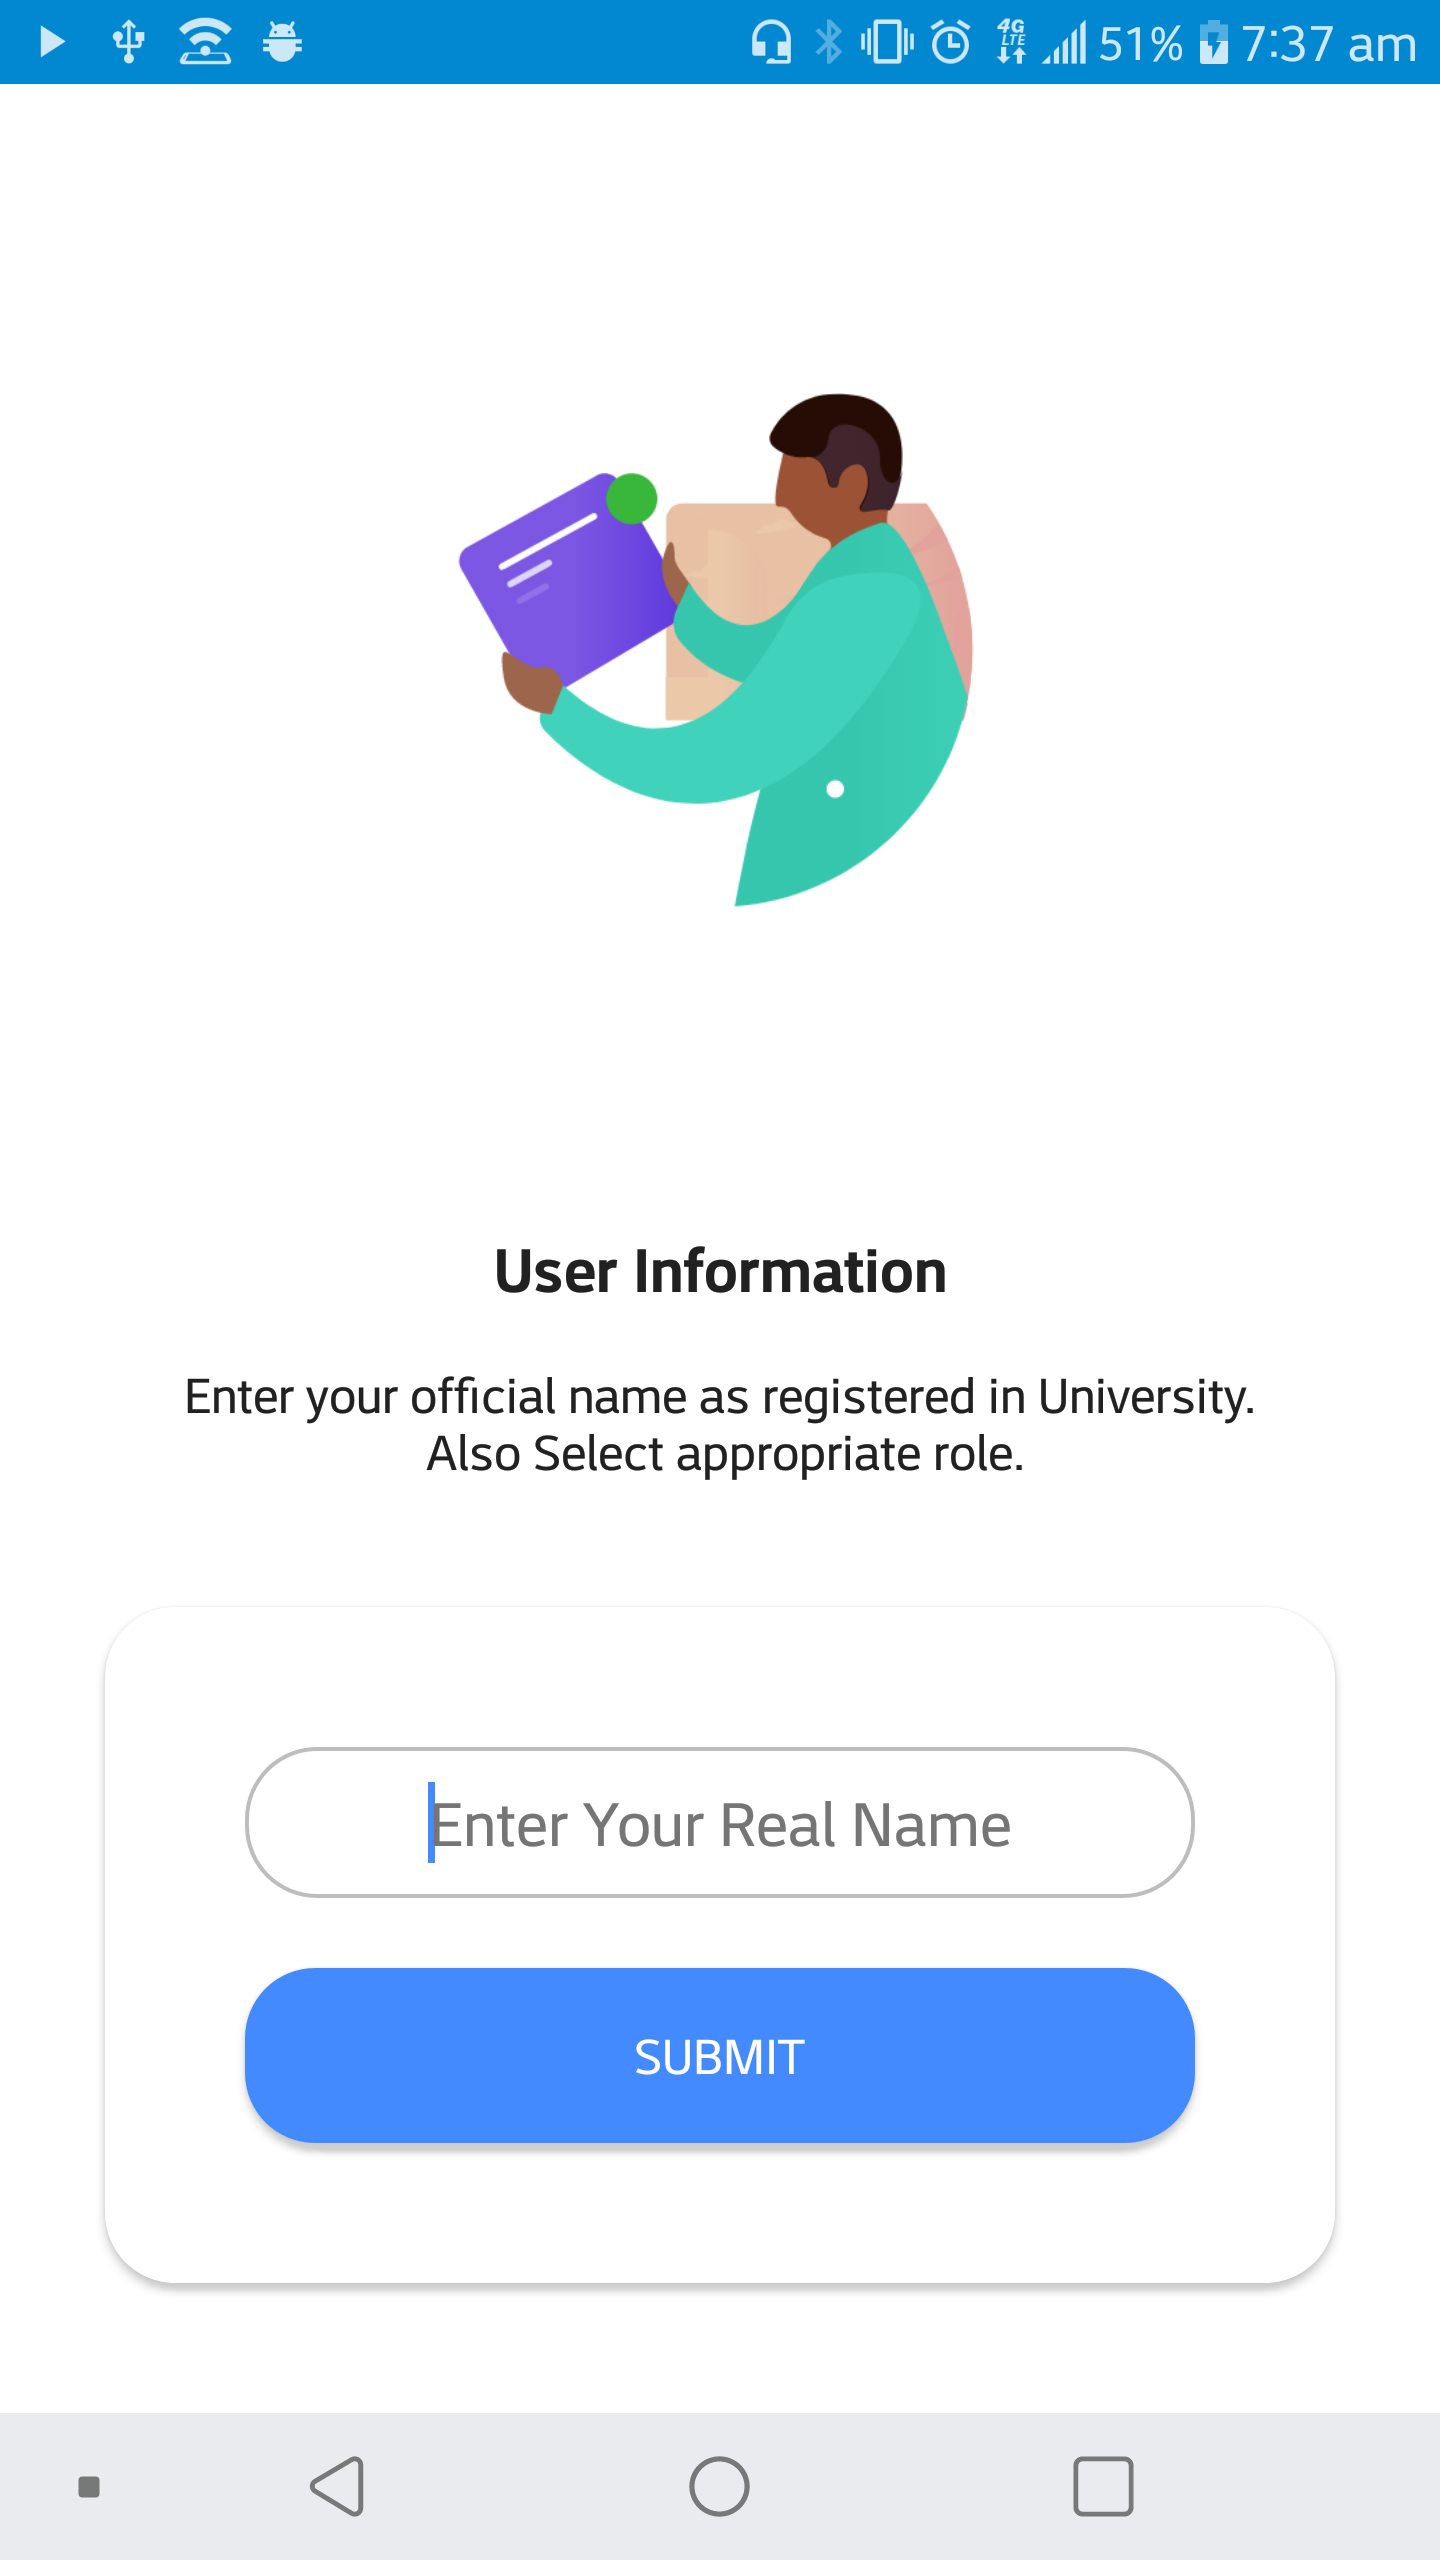 4G LTE 51% 7:37 am
User Information
Enter your official name as registered in University.
Also Select appropriate role.
Enter Your Real Name
SUBMIT